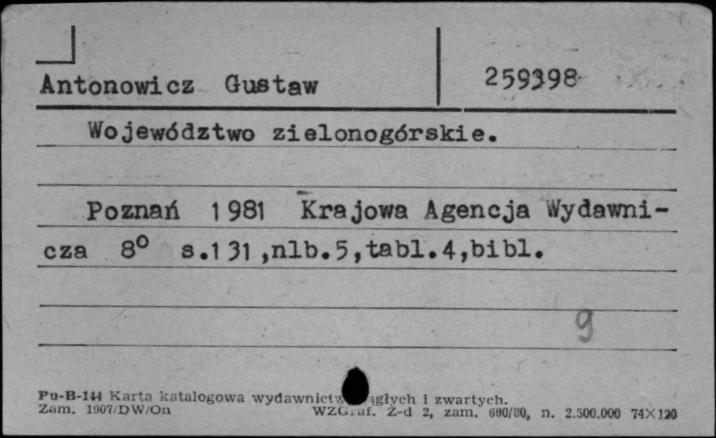 Antonowicz Gustaw 259398
Województwo zielonogórskie.
Poznań 1981 Krajowa Agencja Wydawni-
cza 8° s.131,nlb.5,tabl.4,bibl.
9
Pu-B-144 Karta katalogowa i zwartych.
Zam. 1907/DW/On Z-d 2, zam. 660/80, n. 2.500.000 74×120